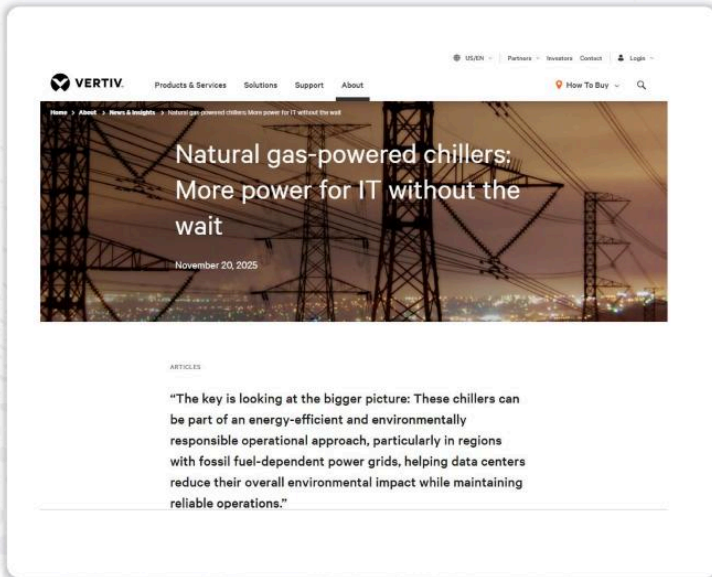 US/EN
Partners
Investors
Contact
Login
VERTIV.
Products & Services
Solutions
Support
About
How To Buy
Home > About > News & Insights > Natural gas-powered chillers: More power for IT without the wait
Natural gas-powered chillers:
More power for IT without the
wait
November 20, 2025
ARTICLES
“The key is looking at the bigger picture: These chillers can
be part of an energy-efficient and environmentally
responsible operational approach, particularly in regions
with fossil fuel-dependent power grids, helping data centers
reduce their overall environmental impact while maintaining
reliable operations.”